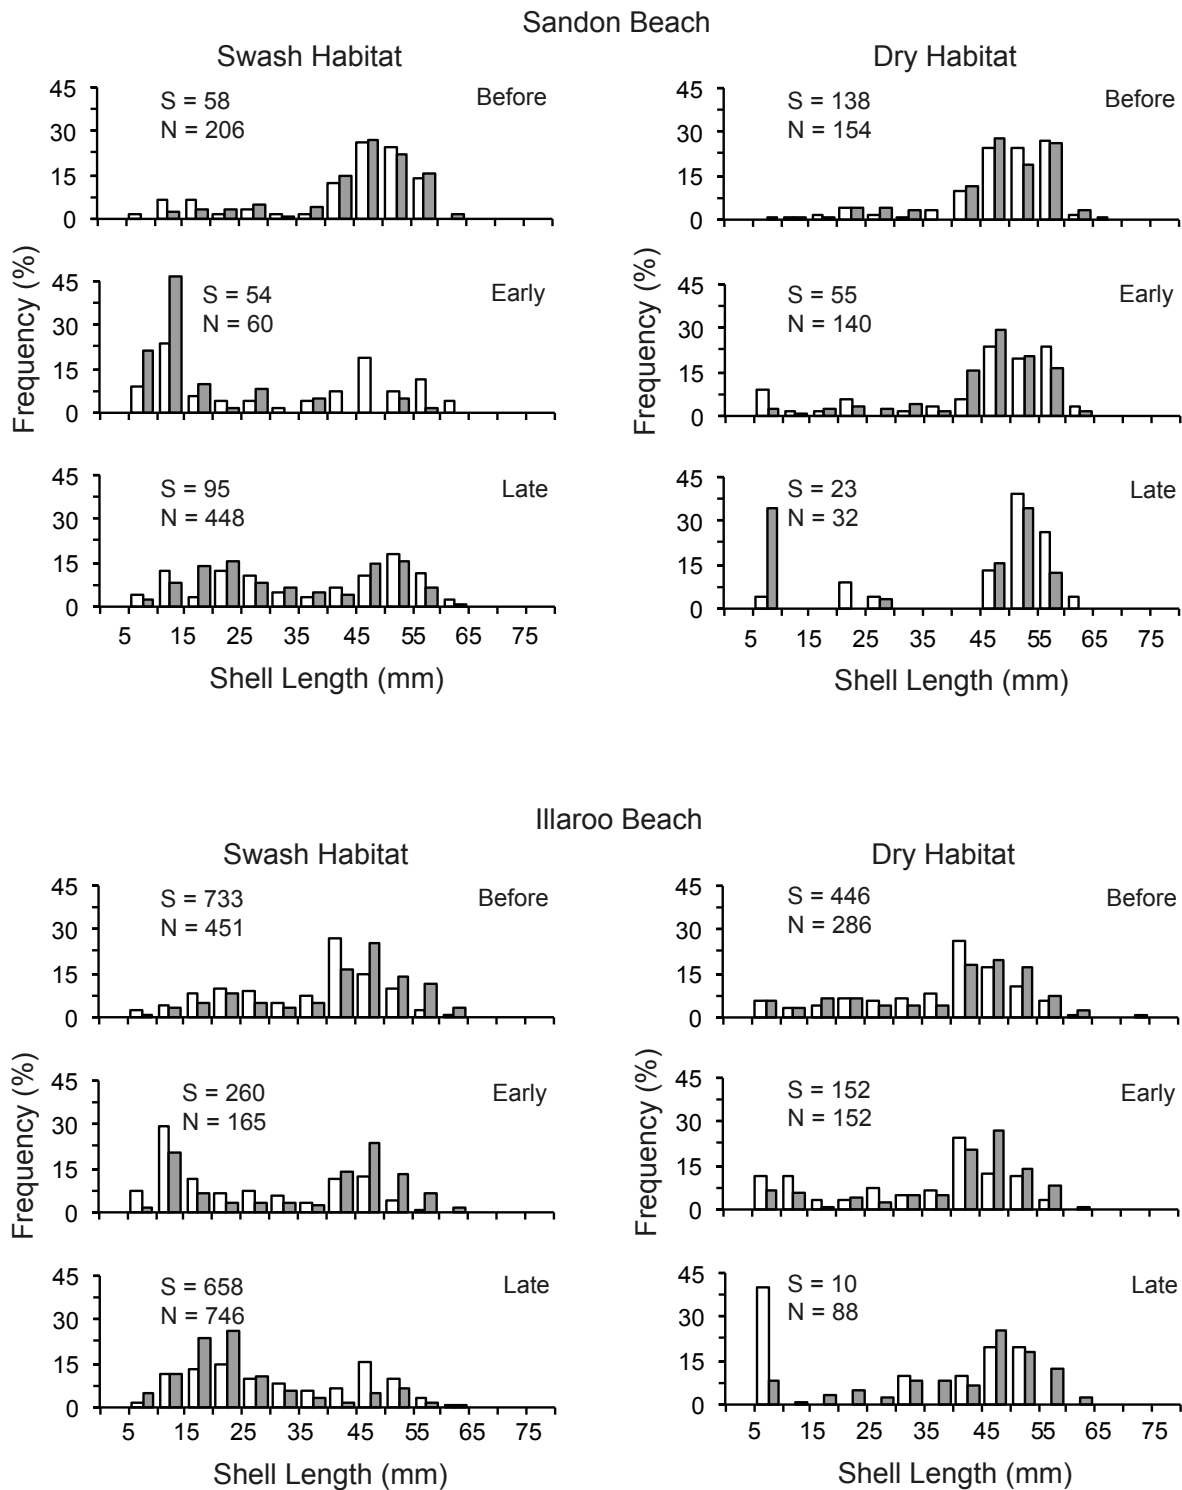 Sandon Beach
Swash Habitat
Dry Habitat
45
30
15
0
S = 58
N = 206
Before
45
30
15
0
S = 138
N = 154
Before
Frequency (%)
45
30
15
0
S = 54
N = 60
Early
Frequency (%)
45
30
15
0
S = 55
N = 140
Early
45
30
15
0
S = 95
N = 448
Late
5 15 25 35 45 55 65 75
Shell Length (mm)
45
30
15
0
S = 23
N = 32
Late
5 15 25 35 45 55 65 75
Shell Length (mm)
Illaroo Beach
Swash Habitat
Dry Habitat
45
30
15
0
S = 733
N = 451
Before
45
30
15
0
S = 446
N = 286
Before
Frequency (%)
45
30
15
0
S = 260
N = 165
Early
Frequency (%)
45
30
15
0
S = 152
N = 152
Early
45
30
15
0
S = 658
N = 746
Late
5 15 25 35 45 55 65 75
Shell Length (mm)
45
30
15
0
S = 10
N = 88
Late
5 15 25 35 45 55 65 75
Shell Length (mm)